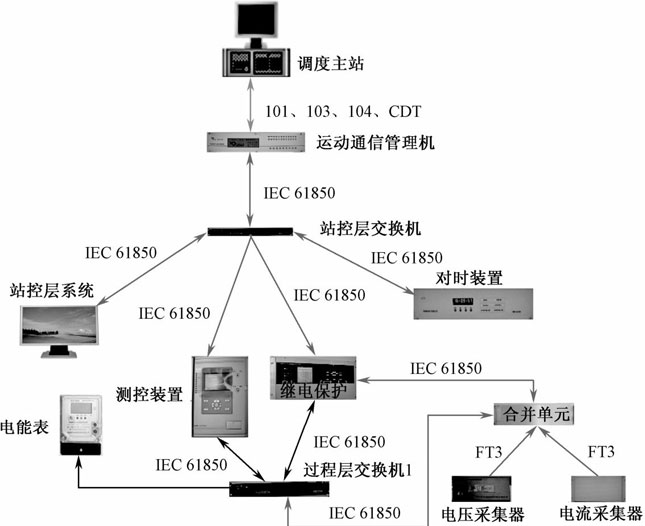 调度主站
101、103、104、CDT
运动通信管理机
IEC 61850
站控层交换机
IEC 61850
IEC 61850
对时装置
站控层系统
IEC 61850
IEC 61850
测控装置
继电保护
IEC 61850
电能表
合并单元
IEC 61850
IEC 61850
过程层交换机1
FT3
FT3
IEC 61850
电压采集器
电流采集器